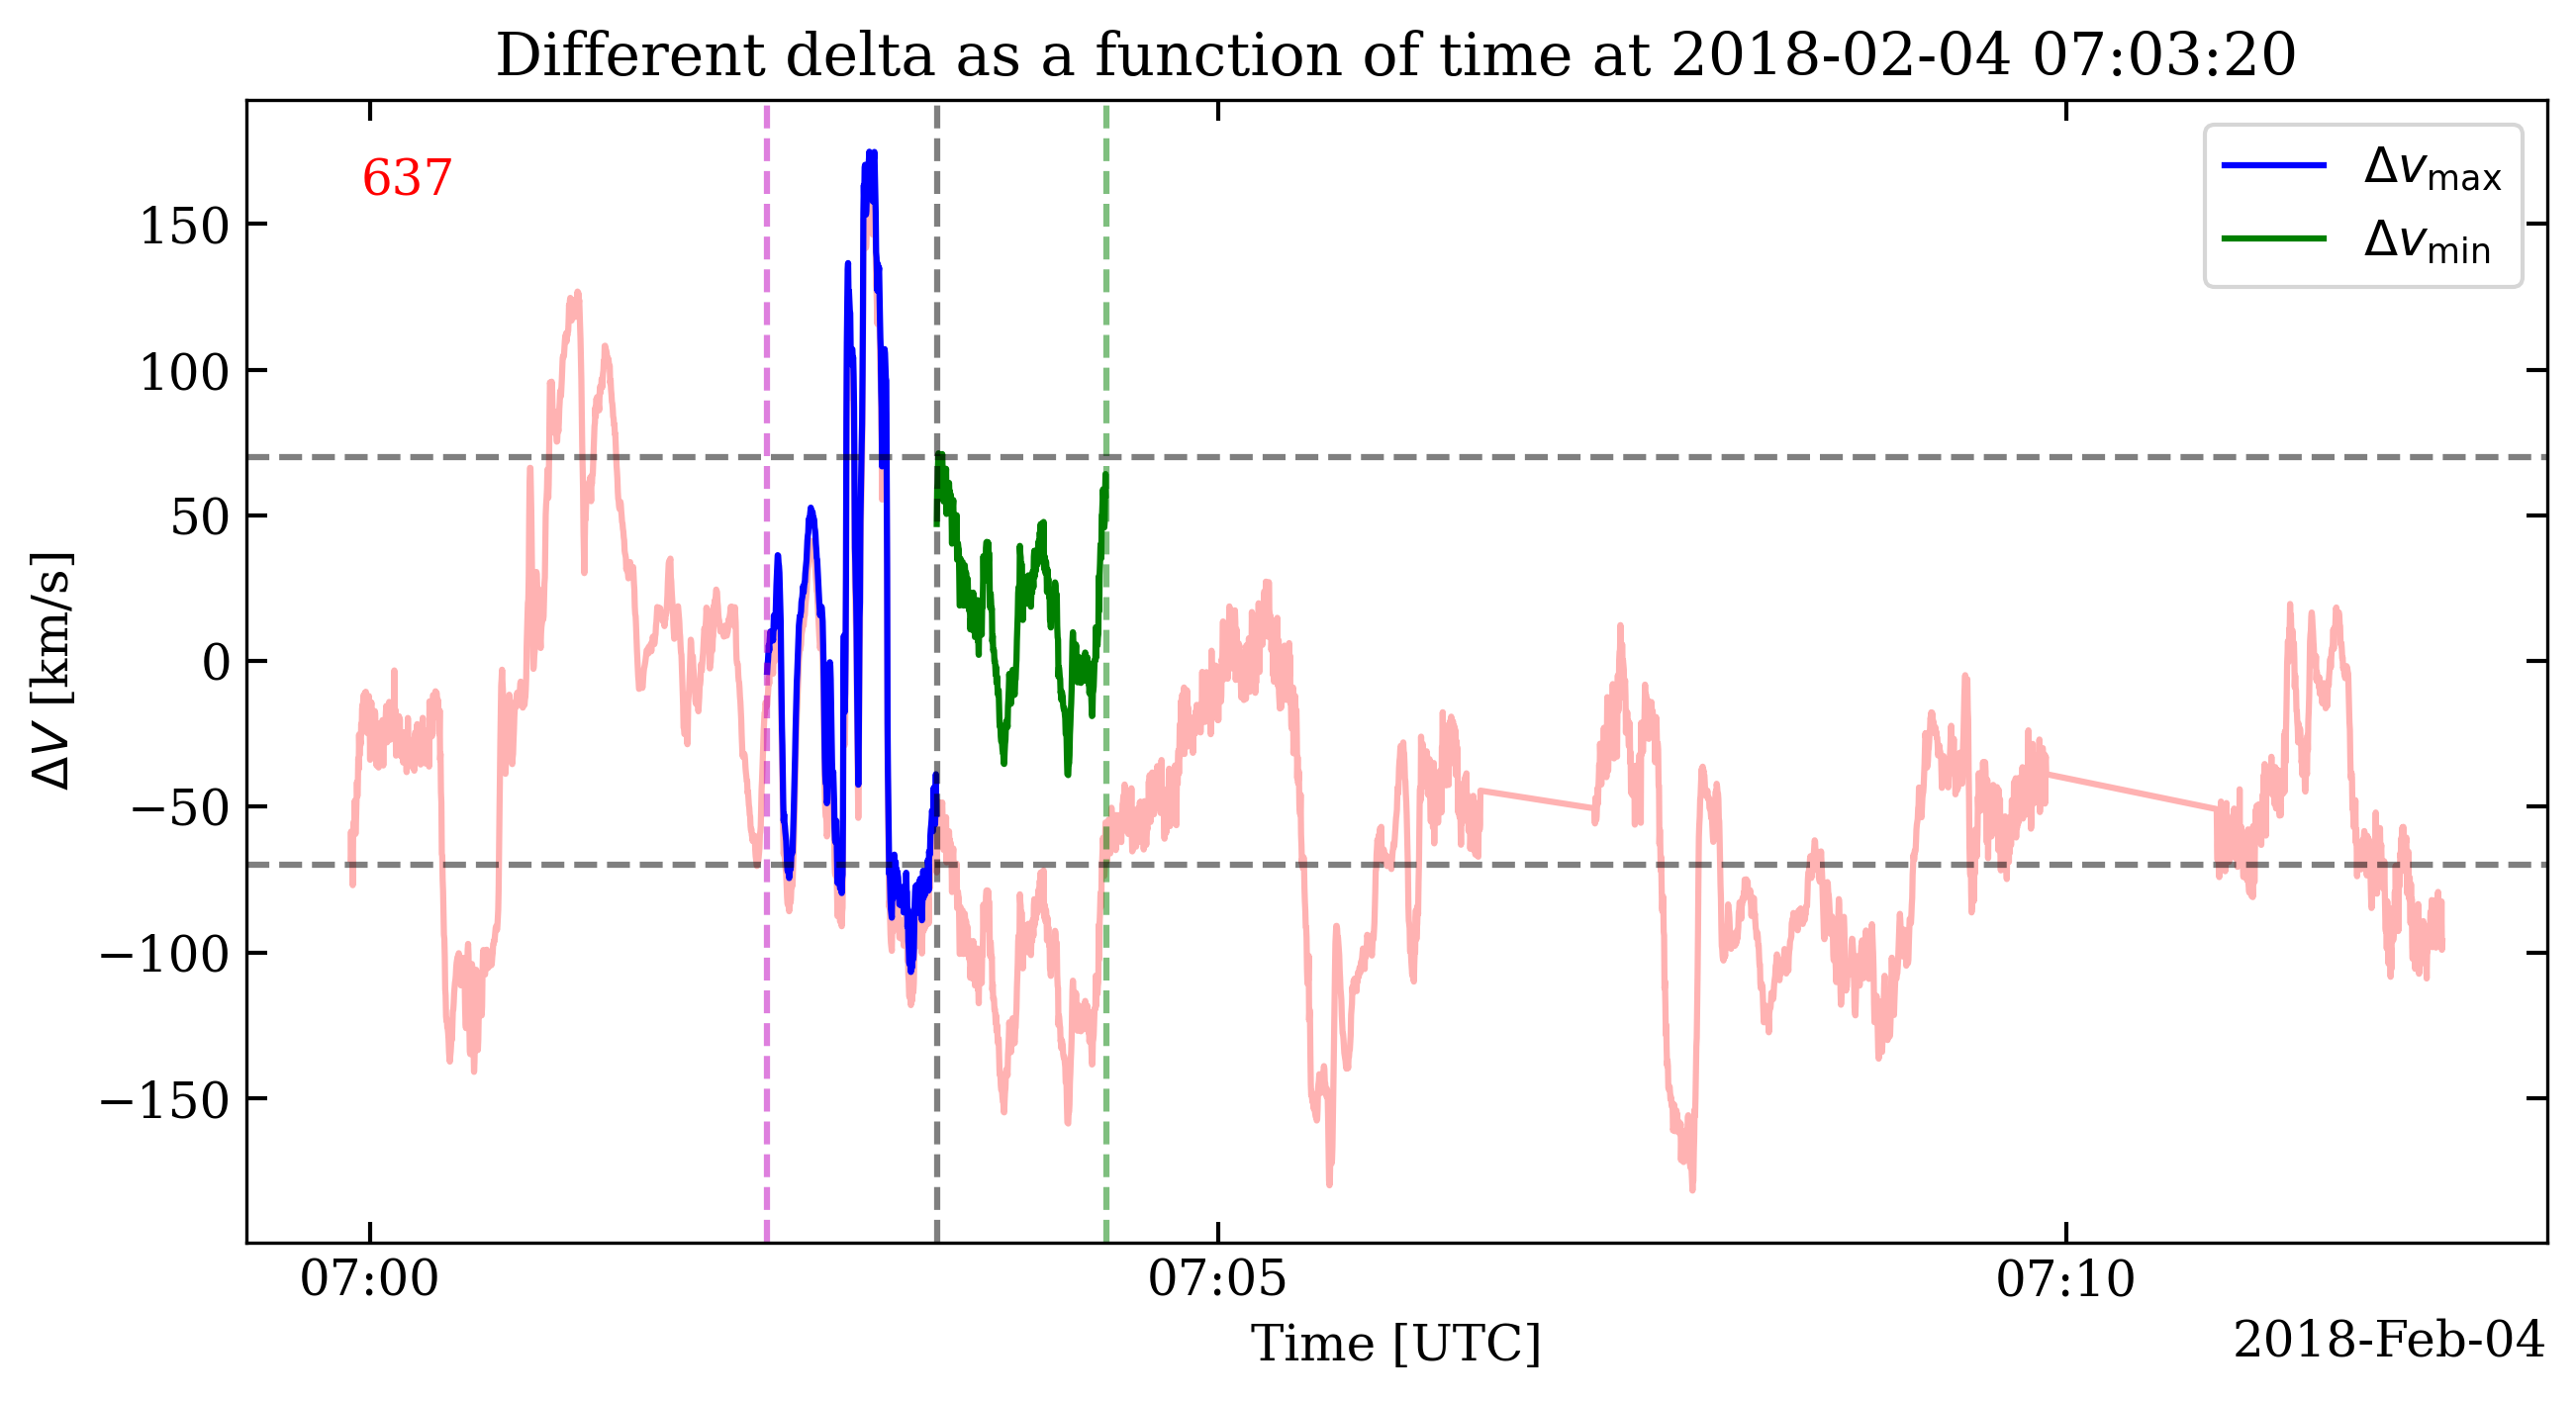 Different delta as a function of time at 2018-02-04 07:03:20
637
Δv_max
Δv_min
ΔV [km/s]
150
100
50
0
−50
−100
−150
07:00
07:05
07:10
Time [UTC]
2018-Feb-04